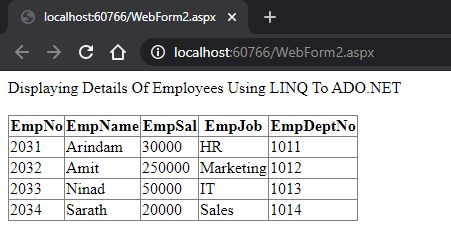 localhost:60766/WebForm2.aspx
localhost:60766/WebForm2.aspx
Displaying Details Of Employees Using LINQ To ADO.NET
EmpNo EmpName EmpSal EmpJob EmpDeptNo
2031 Arindam 30000 HR 1011
2032 Amit 250000 Marketing 1012
2033 Ninad 50000 IT 1013
2034 Sarath 20000 Sales 1014